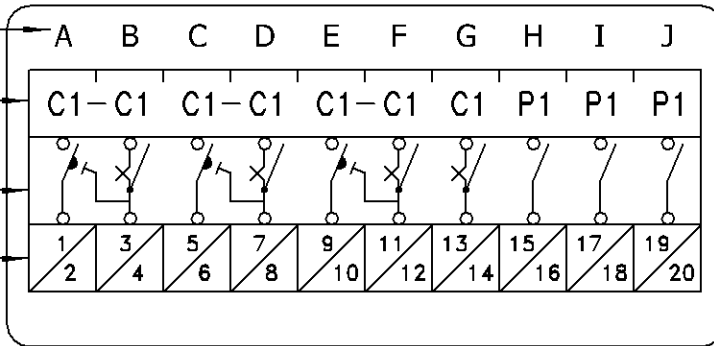 A B C D E F G H I J
C1-C1 C1-C1 C1-C1 C1 P1 P1 P1
1 3 5 7 9 11 13 15 17 19
2 4 6 8 10 12 14 16 18 20